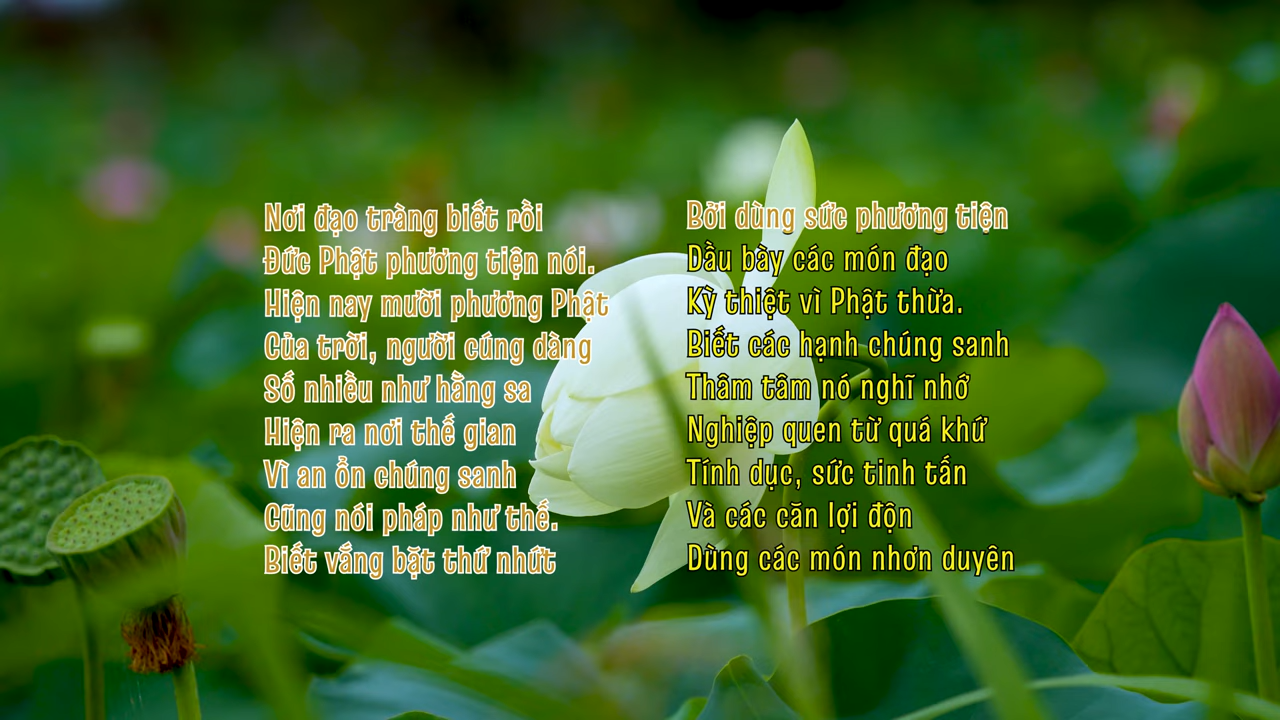 Nơi đạo tràng biết rồi
Đức Phật phương tiện nói.
Hiện nay mười phương Phật
Của trời, người cúng dàng
Số nhiều như hằng sa
Hiện ra nơi thế gian
Vì an ổn chúng sanh
Cũng nói pháp như thế.
Biết vắng bặt thứ nhứt
Bởi dùng sức phương tiện
Dầu bày các món đạo
Kỳ thiệt vì Phật thừa.
Biết các hạnh chúng sanh
Thâm tâm nó nghĩ nhớ
Nghiệp quen từ quá khứ
Tính dục, sức tinh tấn
Và các căn lợi độn
Dùng các món nhơn duyên